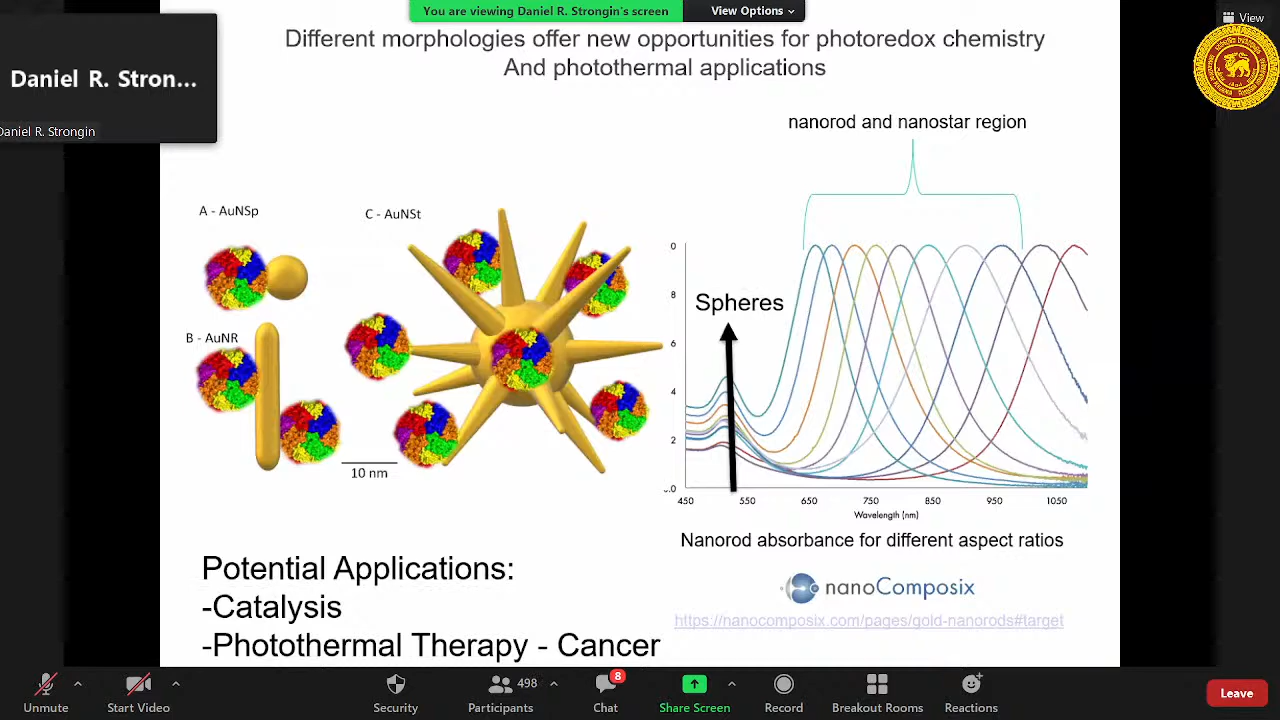 You are viewing Daniel R. Strongin's screen
View Options
View
Different morphologies offer new opportunities for photoredox chemistry
And photothermal applications
Daniel R. Stron...
Daniel R. Strongin
nanorod and nanostar region
A - AuNSp
C - AuNSt
B - AuNR
10 nm
Spheres
0
8
6
4
2
.0
450 550 650 750 850 950 1050
Wavelength (nm)
Nanorod absorbance for different aspect ratios
nanoComposix
https://nanocomposix.com/pages/gold-nanorods#target
Potential Applications:
-Catalysis
-Photothermal Therapy - Cancer
Unmute
Start Video
Security
498
Participants
8
Chat
Share Screen
Record
Breakout Rooms
Reactions
Leave